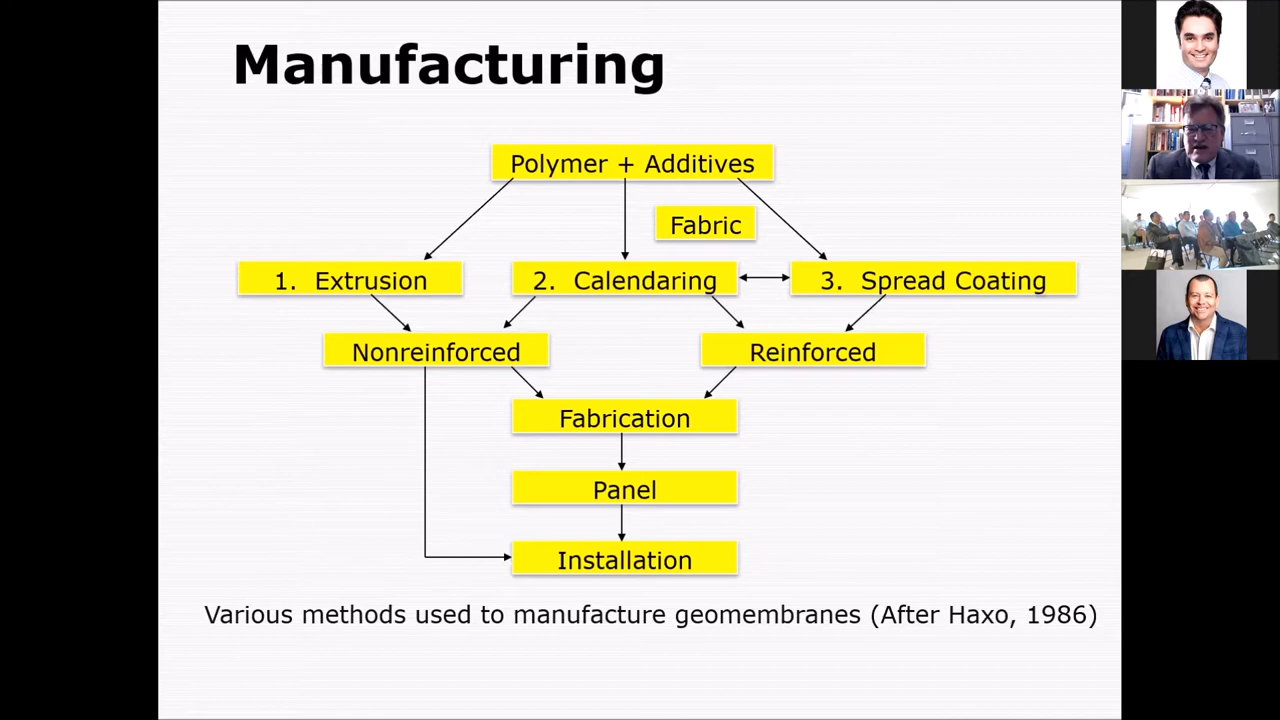 Manufacturing
Polymer + Additives
Fabric
1. Extrusion
2. Calendaring
3. Spread Coating
Nonreinforced
Reinforced
Fabrication
Panel
Installation
Various methods used to manufacture geomembranes (After Haxo, 1986)